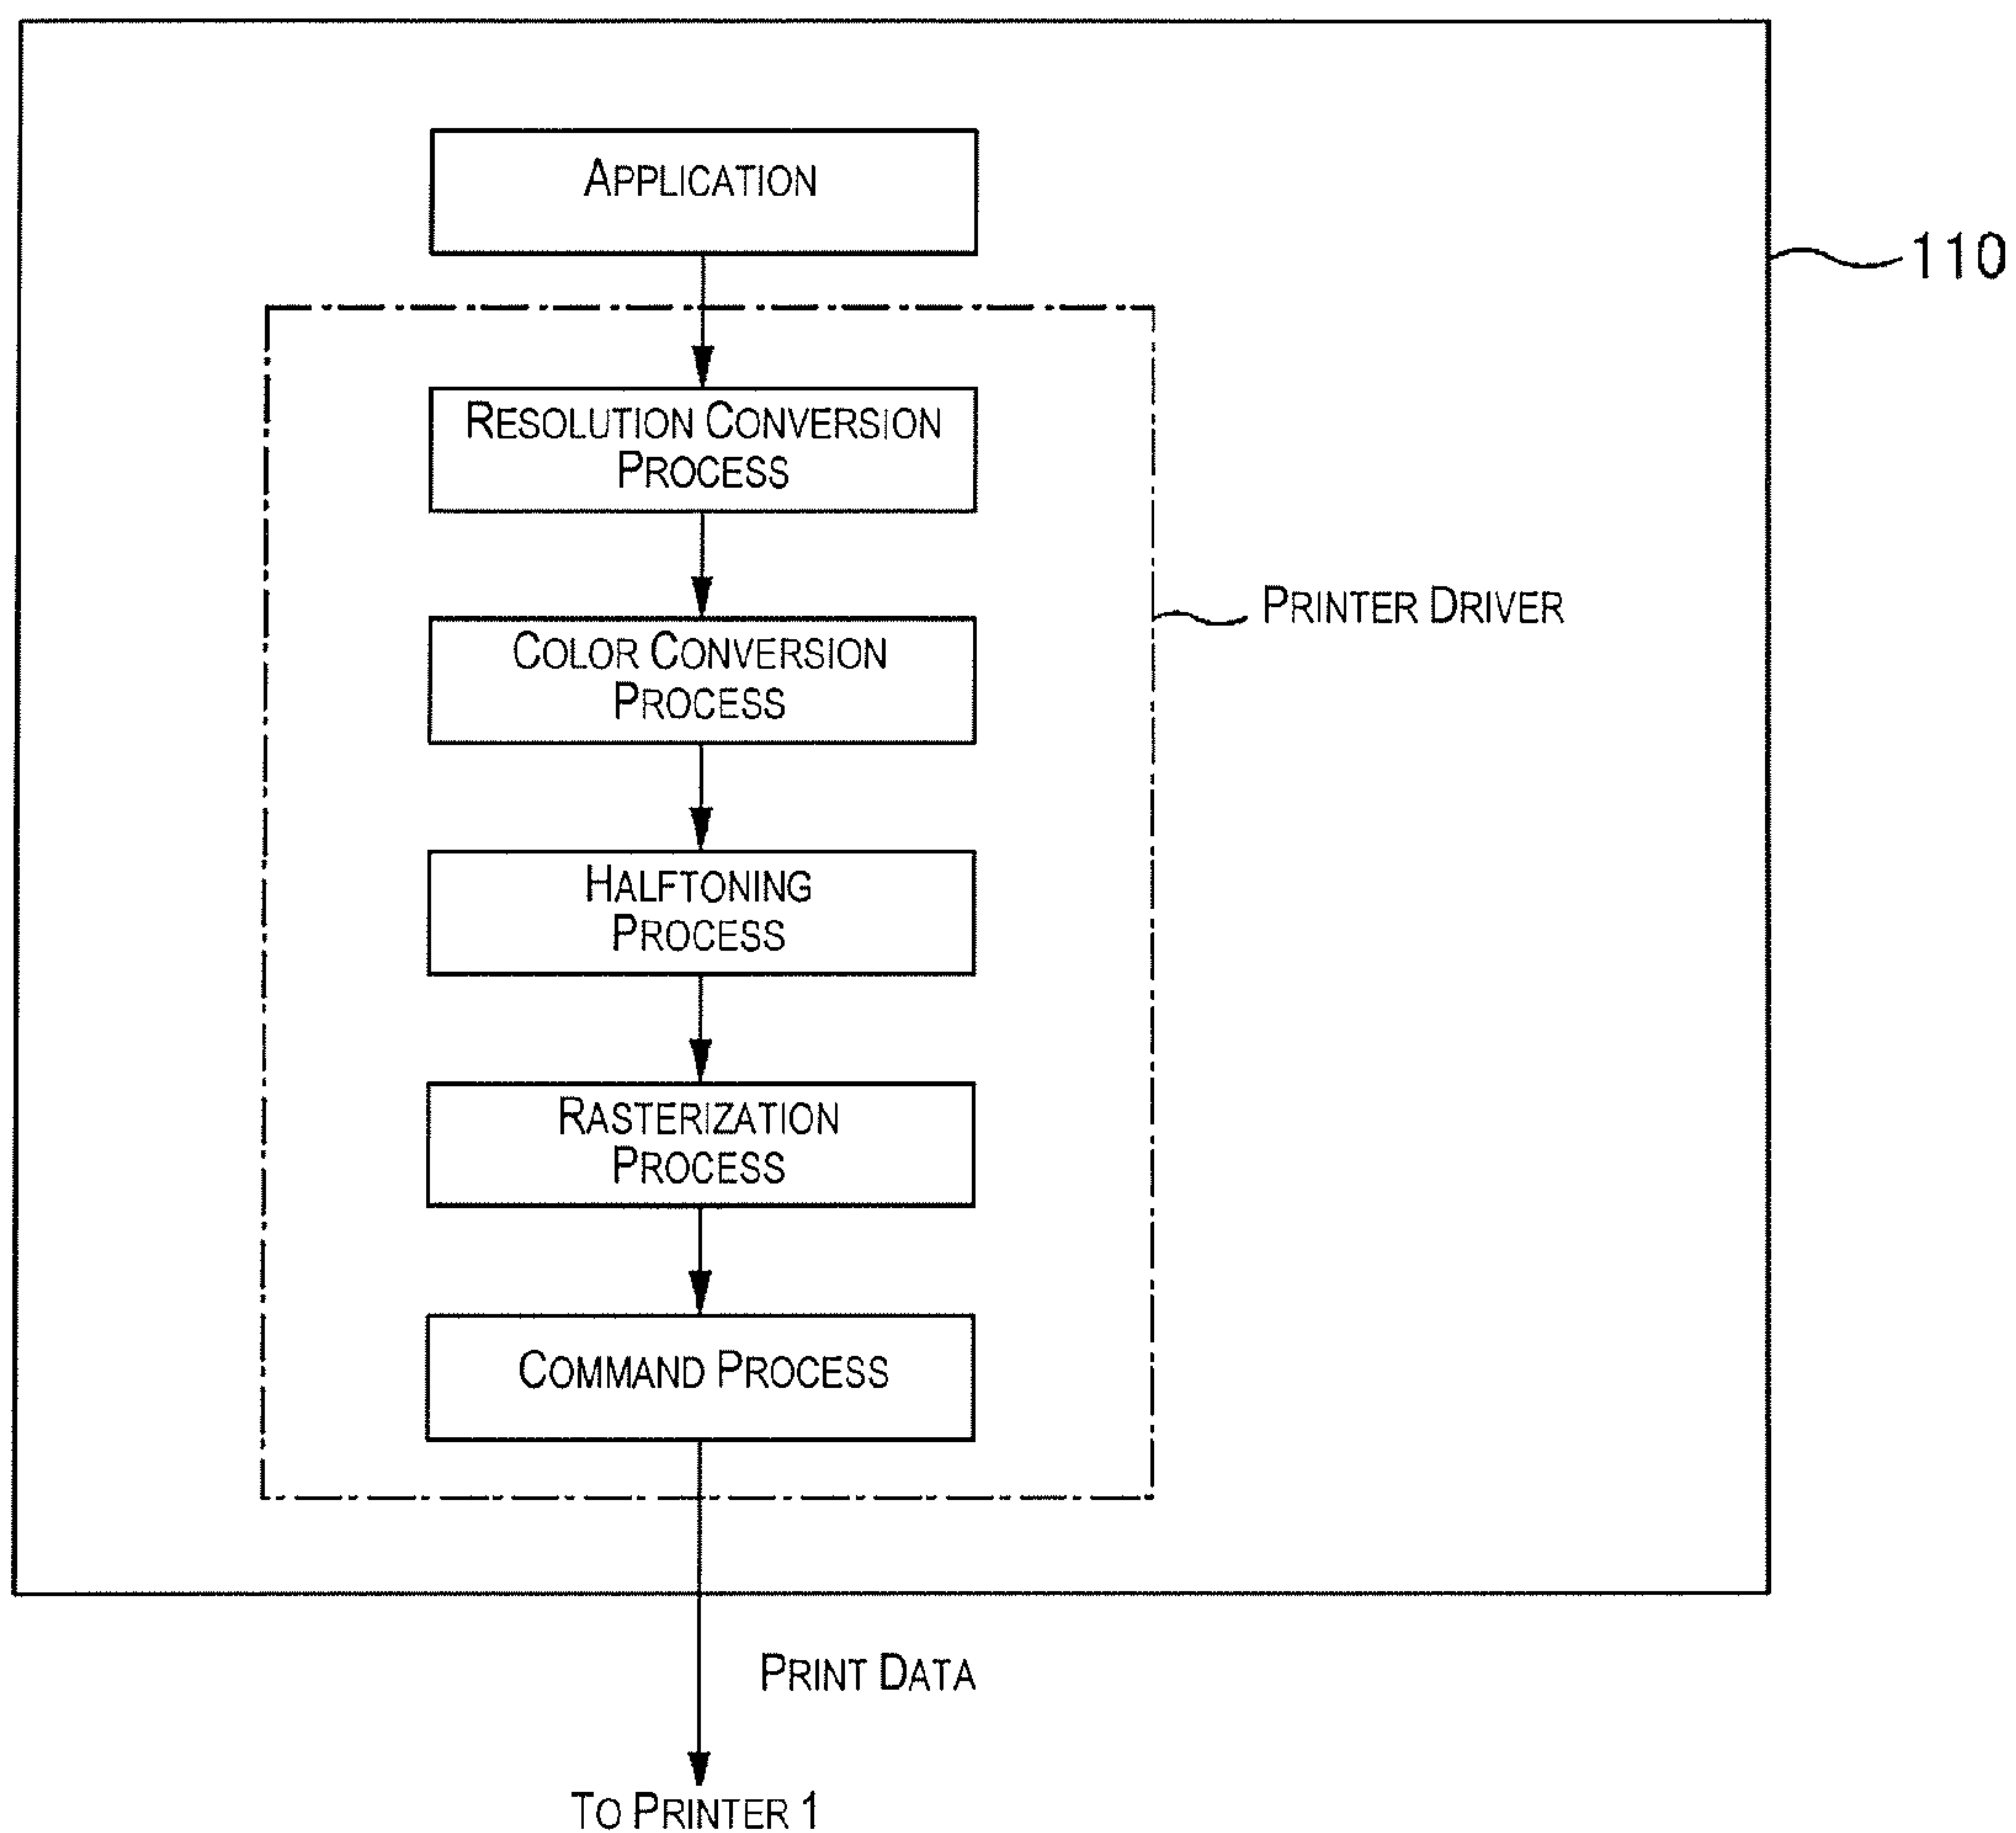 APPLICATION
110
RESOLUTION CONVERSION
PROCESS
PRINTER DRIVER
COLOR CONVERSION
PROCESS
HALFTONING
PROCESS
RASTERIZATION
PROCESS
COMMAND PROCESS
PRINT DATA
TO PRINTER 1